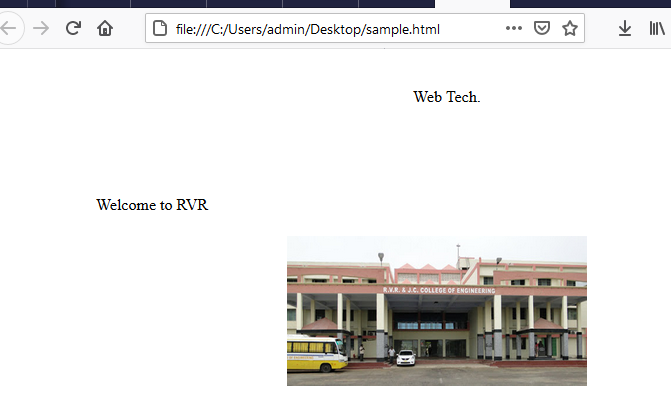 file:///C:/Users/admin/Desktop/sample.html
Web Tech.
Welcome to RVR
R.V.R. & J.C. COLLEGE OF ENGINEERING